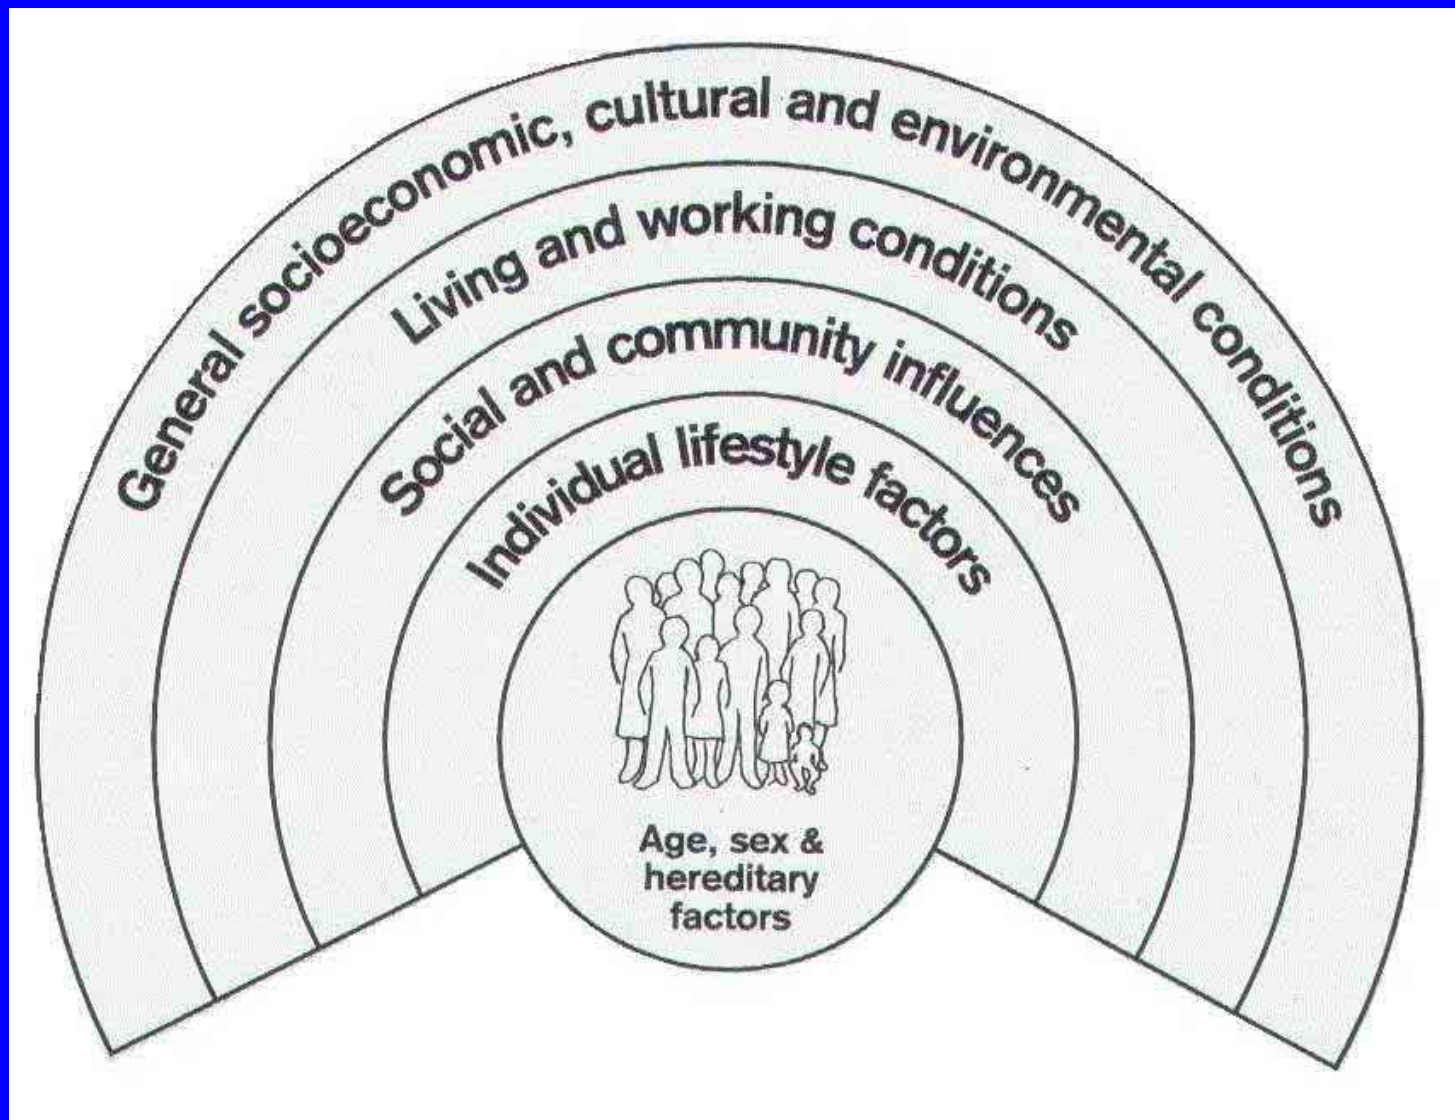 General socioeconomic, cultural and environmental conditions
Living and working conditions
Social and community influences
Individual lifestyle factors
Age, sex &
hereditary
factors